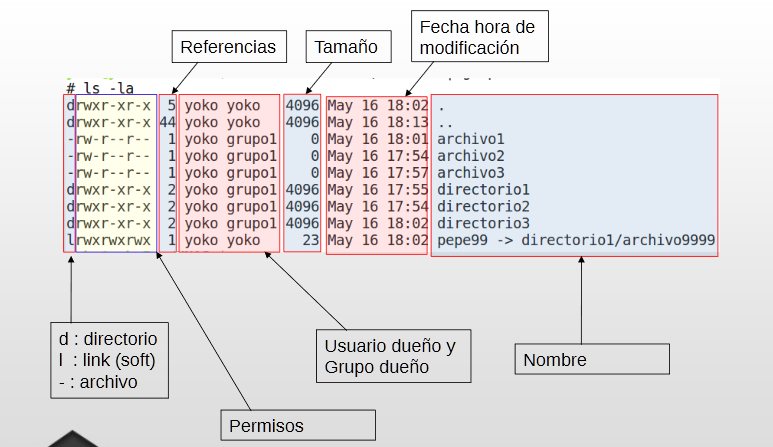 Fecha hora de
modificación
Referencias
Tamaño
# ls -la
drwxr-xr-x 5 yoko yoko 4096 May 16 18:02 .
drwxr-xr-x 44 yoko yoko 4096 May 16 18:13 ..
-rw-r--r-- 1 yoko grupo1 0 May 16 18:01 archivo1
-rw-r--r-- 1 yoko grupo1 0 May 16 17:54 archivo2
-rw-r--r-- 1 yoko grupo1 0 May 16 17:57 archivo3
drwxr-xr-x 2 yoko grupo1 4096 May 16 17:55 directorio1
drwxr-xr-x 2 yoko grupo1 4096 May 16 17:54 directorio2
drwxr-xr-x 2 yoko grupo1 4096 May 16 18:02 directorio3
lrwxrwxrwx 1 yoko yoko 23 May 16 18:02 pepe99 -> directorio1/archivo9999
d : directorio
l : link (soft)
- : archivo
Usuario dueño y
Grupo dueño
Nombre
Permisos